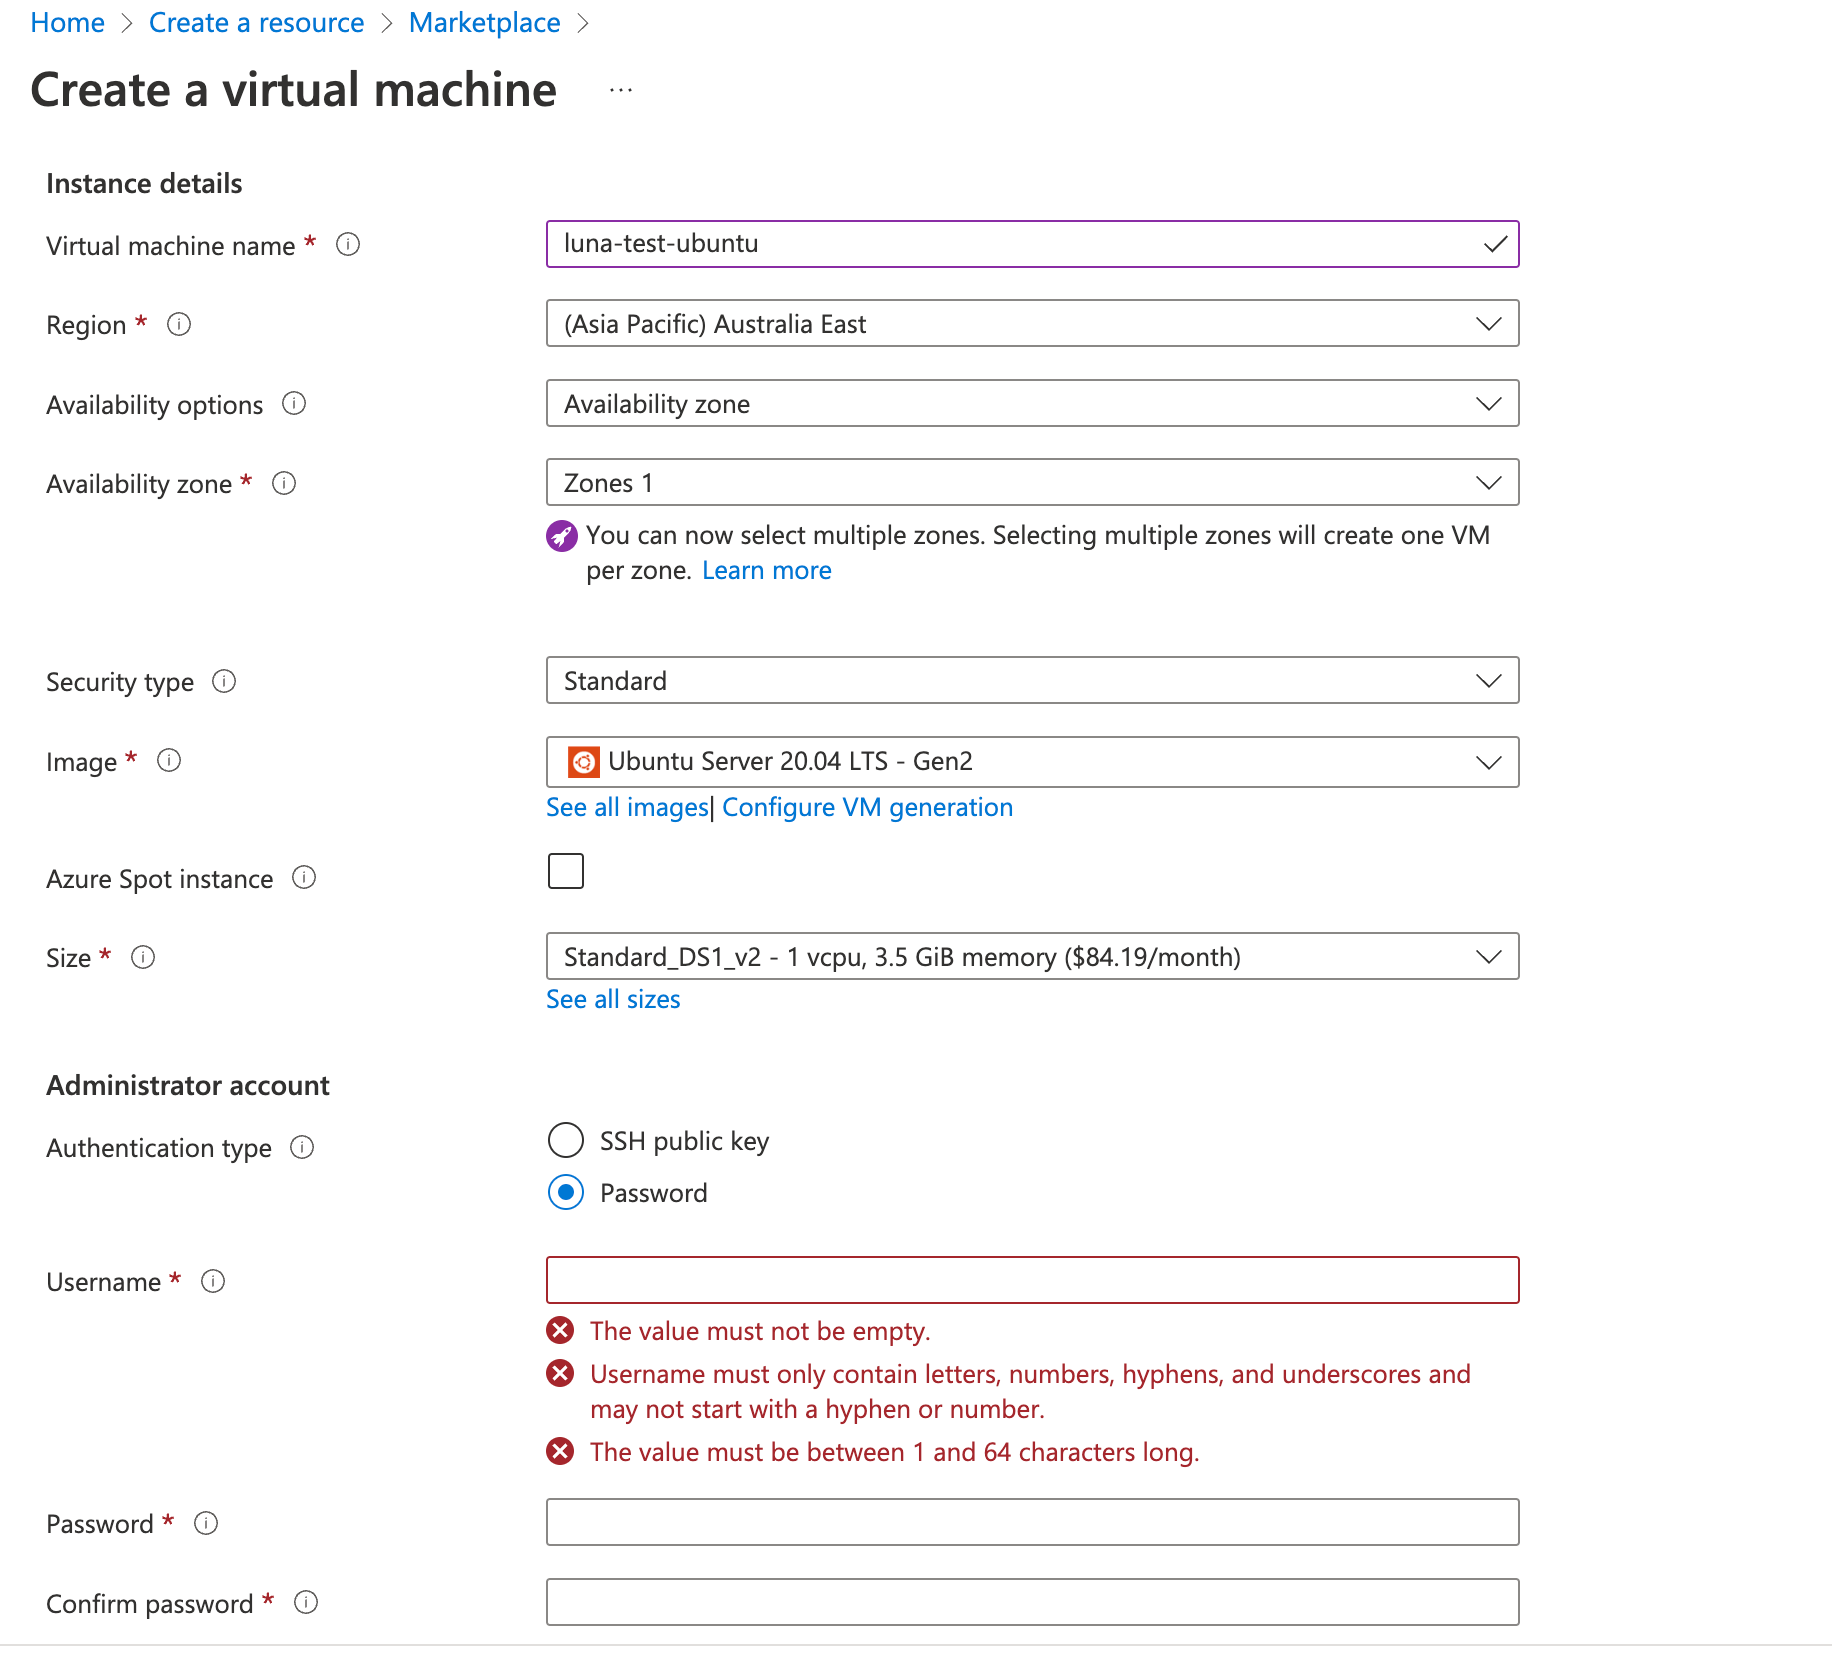 Home > Create a resource > Marketplace >
Create a virtual machine ...
Instance details
Virtual machine name *
luna-test-ubuntu
Region *
(Asia Pacific) Australia East
Availability options
Availability zone
Availability zone *
Zones 1
You can now select multiple zones. Selecting multiple zones will create one VM
per zone. Learn more
Security type
Standard
Image *
Ubuntu Server 20.04 LTS - Gen2
See all images| Configure VM generation
Azure Spot instance
Size *
Standard_DS1_v2 - 1 vcpu, 3.5 GiB memory ($84.19/month)
See all sizes
Administrator account
Authentication type
SSH public key
Password
Username *
The value must not be empty.
Username must only contain letters, numbers, hyphens, and underscores and
may not start with a hyphen or number.
The value must be between 1 and 64 characters long.
Password *
Confirm password *